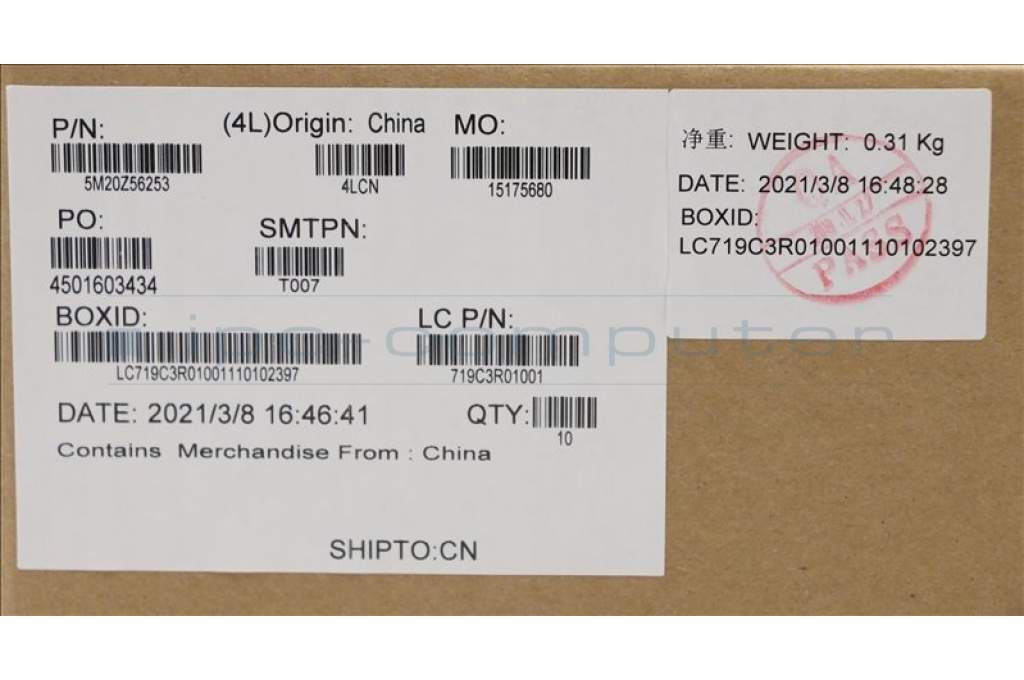 P/N: (4L)Origin: China MO:
5M20Z56253 4LCN 15175680
PO: SMTPN:
4501603434 T007
BOXID: LC P/N:
LC719C3R01001110102397 719C3R01001
DATE: 2021/3/8 16:46:41 QTY:
10
Contains Merchandise From : China
SHIPTO:CN
净重: WEIGHT: 0.31 Kg
DATE: 2021/3/8 16:48:28
BOXID:
LC719C3R01001110102397
PASS
ipc-computer